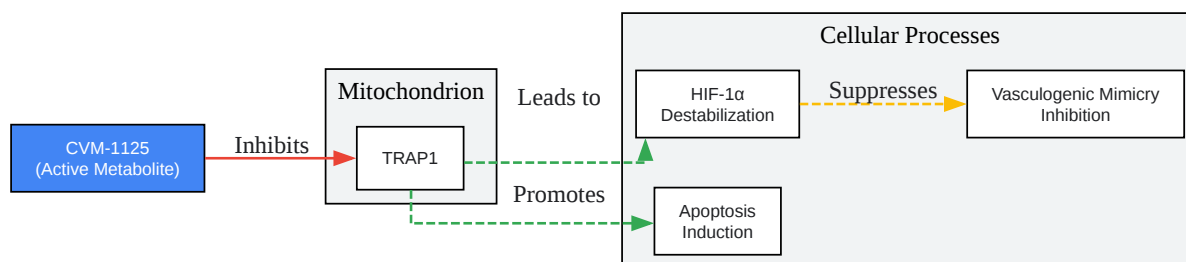 Cellular Processes
Mitochondrion
Leads to
HIF-1α
Destabilization
Suppresses
Vasculogenic Mimicry
Inhibition
CVM-1125
(Active Metabolite)
Inhibits
TRAP1
Promotes
Apoptosis
Induction